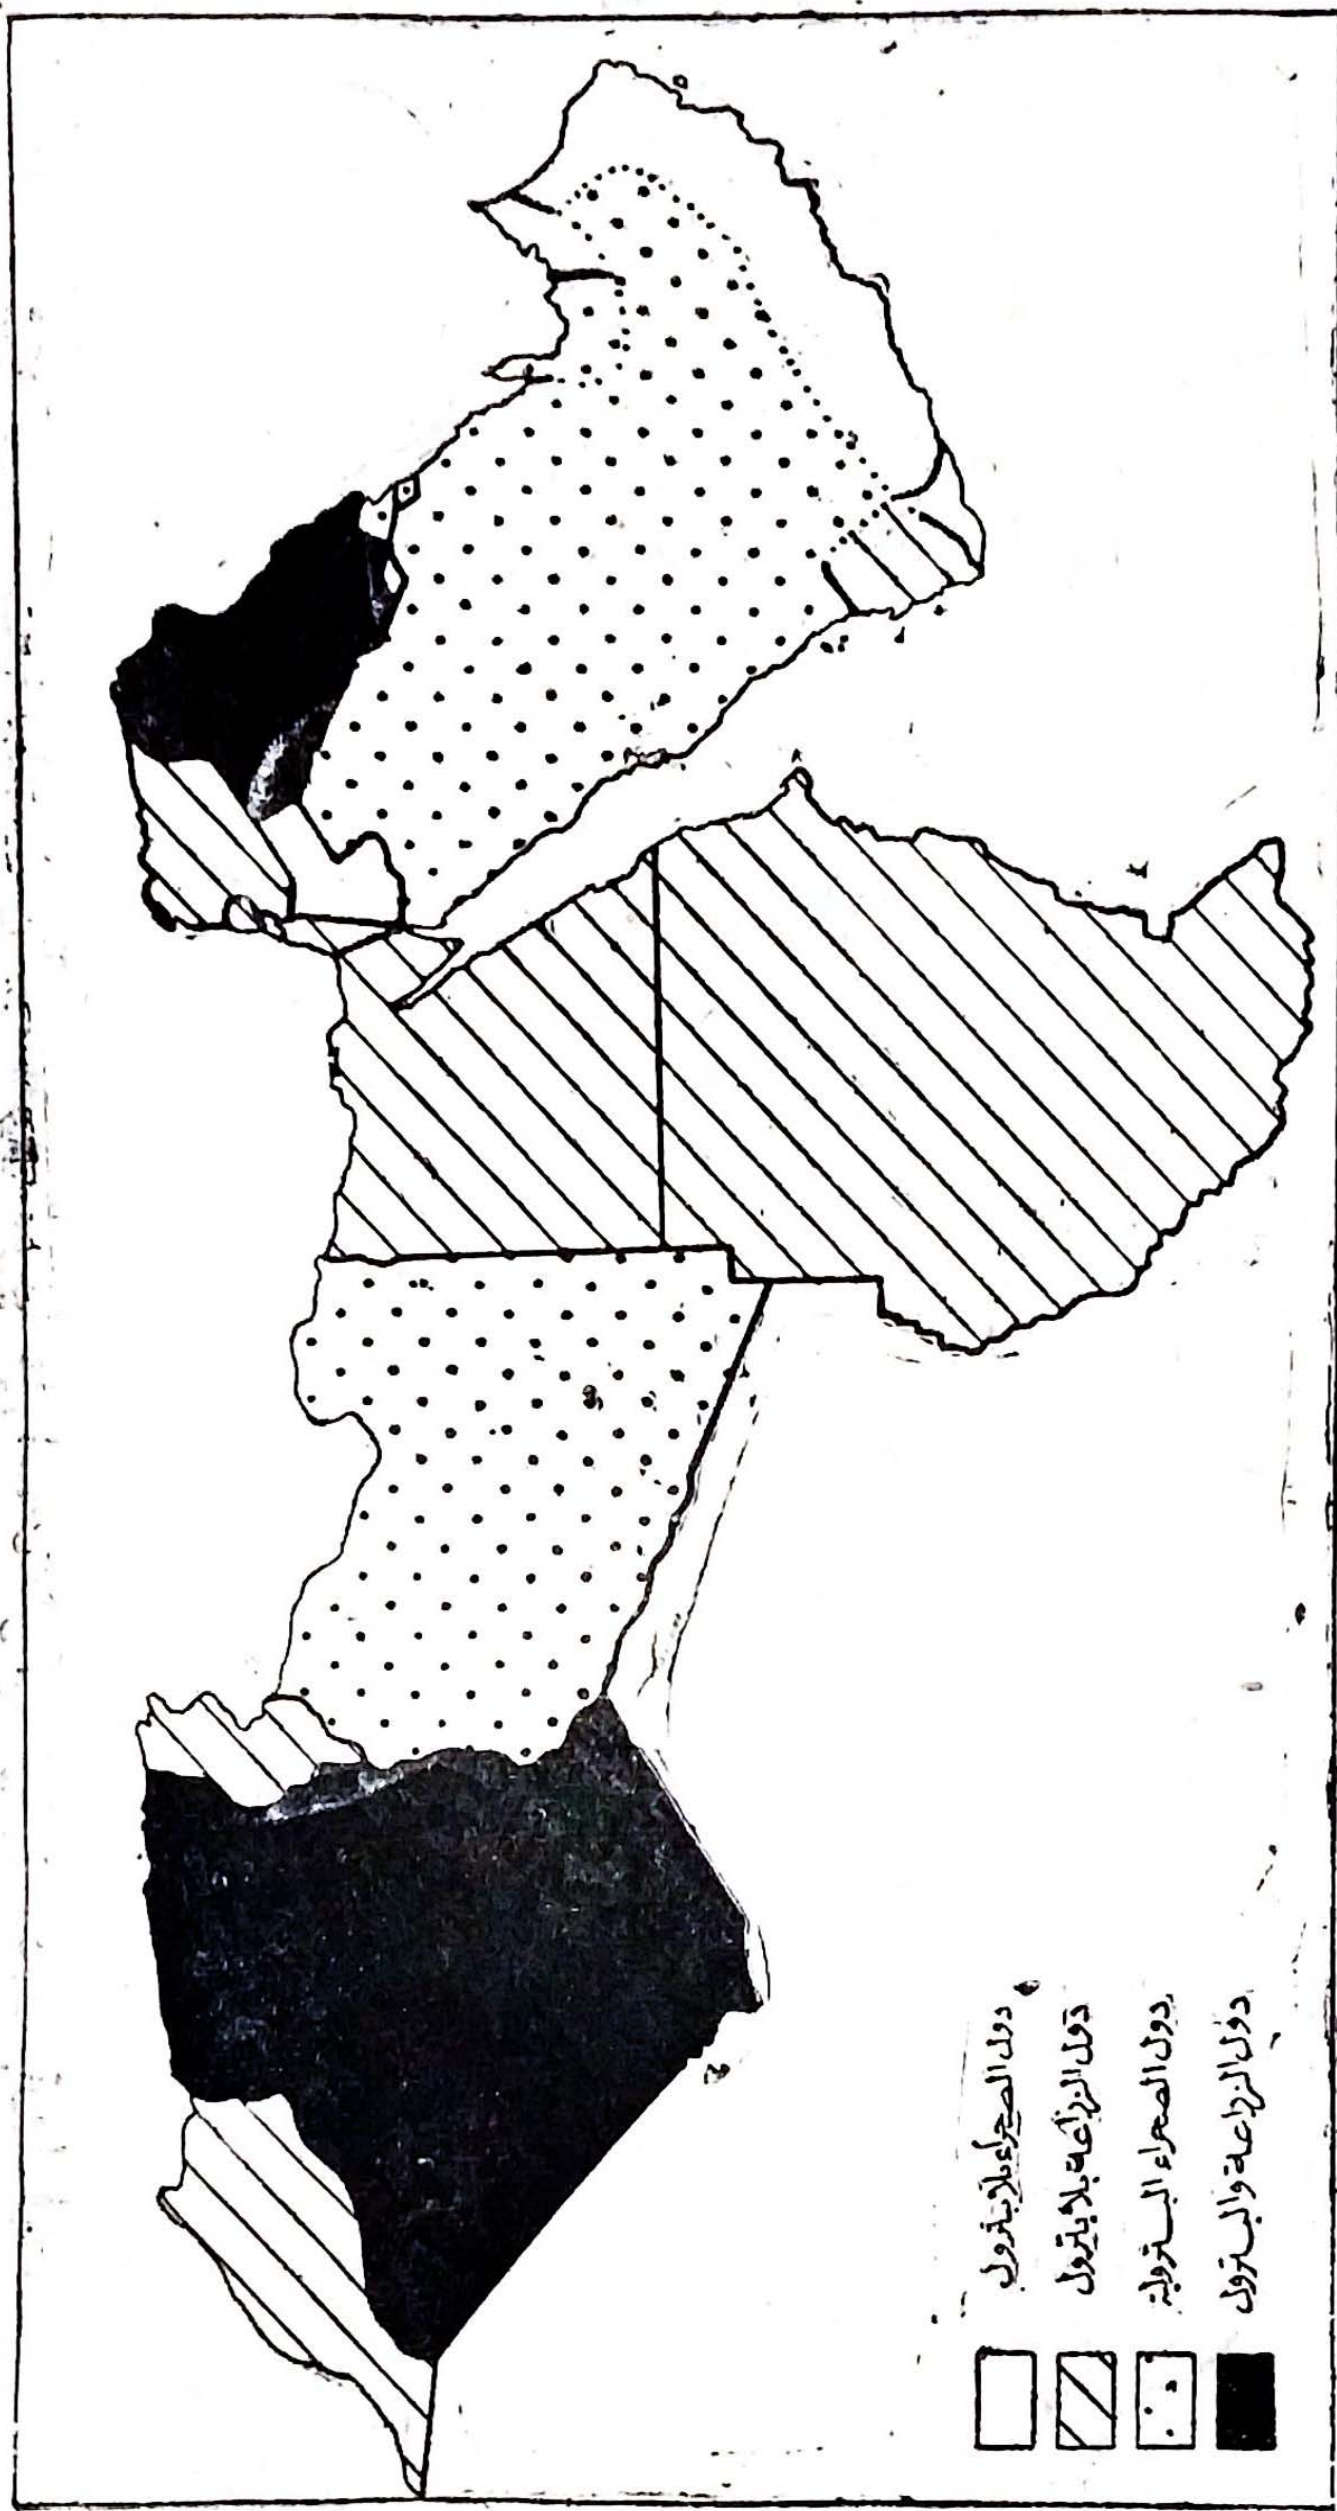 دول الصحراء بلا بترول
دول الزراعة بلا بترول
دول الصحراء البترولية
دول الزراعة والبترول